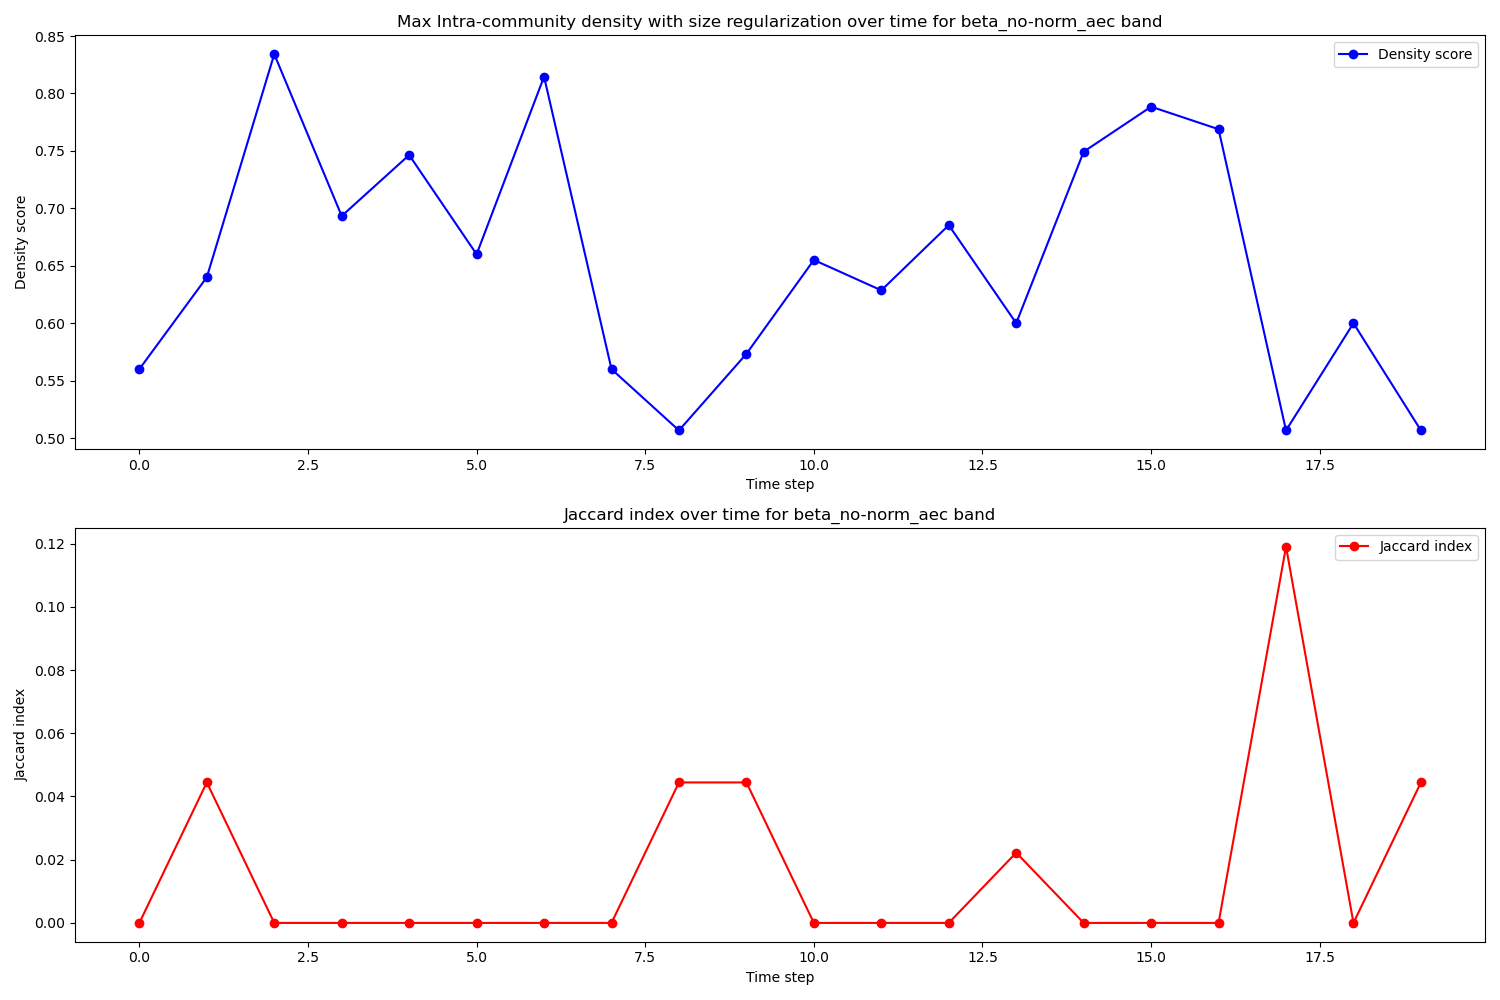 Max Intra-community density with size regularization over time for beta_no-norm_aec band
Density score
0.85
0.80
0.75
0.70
0.65
0.60
0.55
0.50
Density score
0.0 2.5 5.0 7.5 10.0 12.5 15.0 17.5
Time step
Jaccard index over time for beta_no-norm_aec band
Jaccard index
0.12
0.10
0.08
0.06
0.04
0.02
0.00
Jaccard index
0.0 2.5 5.0 7.5 10.0 12.5 15.0 17.5
Time step